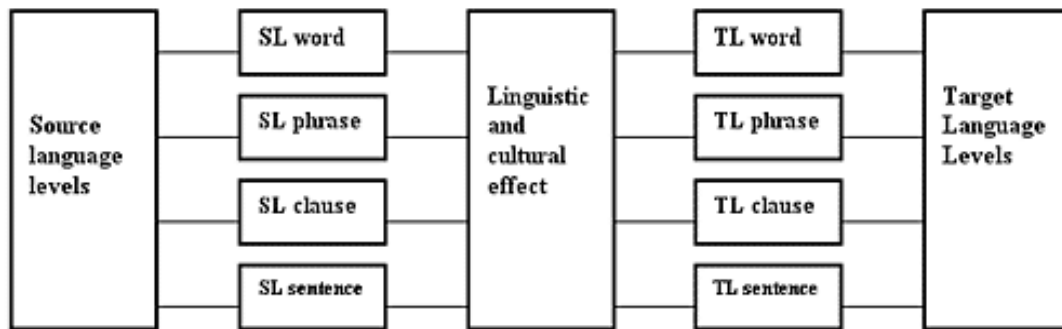 Source
language
levels
SL word
SL phrase
SL clause
SL sentence
Linguistic
and
cultural
effect
TL word
TL phrase
TL clause
TL sentence
Target
Language
Levels